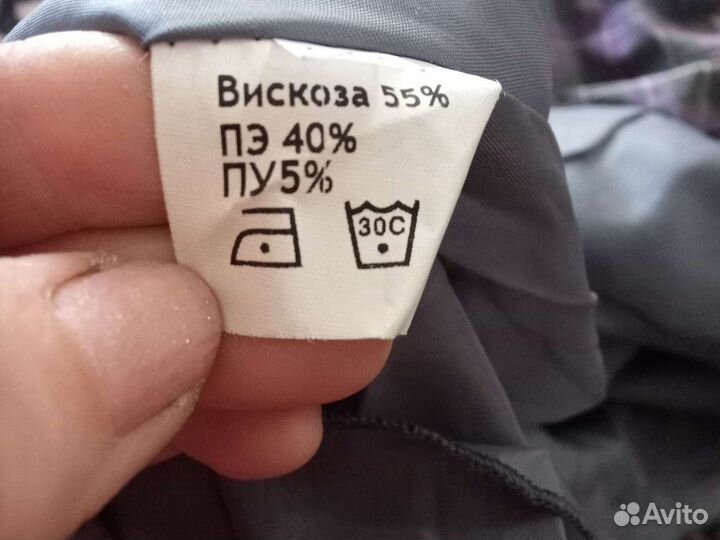 Вискоза 55%
ПЭ 40%
ПУ5%
30С
Avito